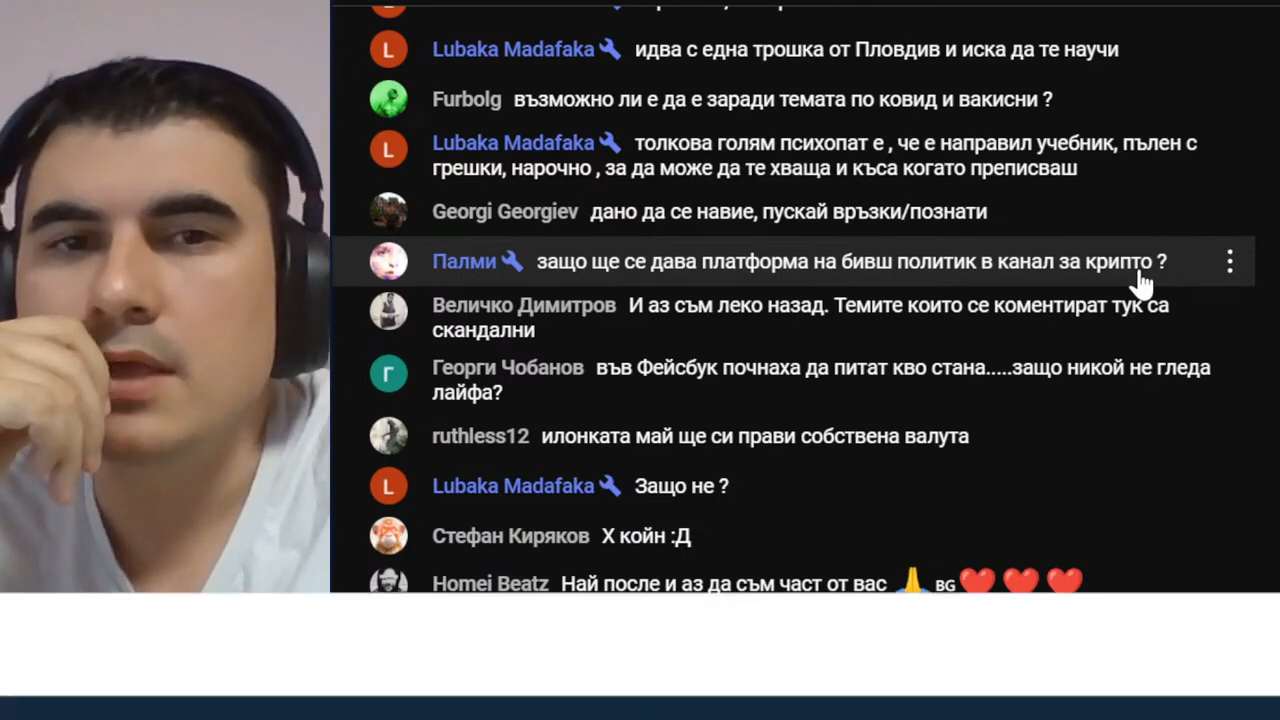 Lubaka Madafaka идва с една трошка от Пловдив и иска да те научи
Furbolg възможно ли е да е заради темата по ковид и вакисни ?
Lubaka Madafaka толкова голям психопат е , че е направил учебник, пълен с
грешки, нарочно , за да може да те хваща и къса когато преписваш
Georgi Georgiev дано да се навие, пускай връзки/познати
Палми защо ще се дава платформа на бивш политик в канал за крипто ?
Величко Димитров И аз съм леко назад. Темите които се коментират тук са
скандални
Георги Чобанов във Фейсбук почнаха да питат кво стана.....защо никой не гледа
лайфа?
ruthless12 илонката май ще си прави собствена валута
Lubaka Madafaka Защо не ?
Стефан Киряков Х койн :Д
Homei Beatz Най после и аз да съм част от вас 🙏 BG❤️❤️❤️